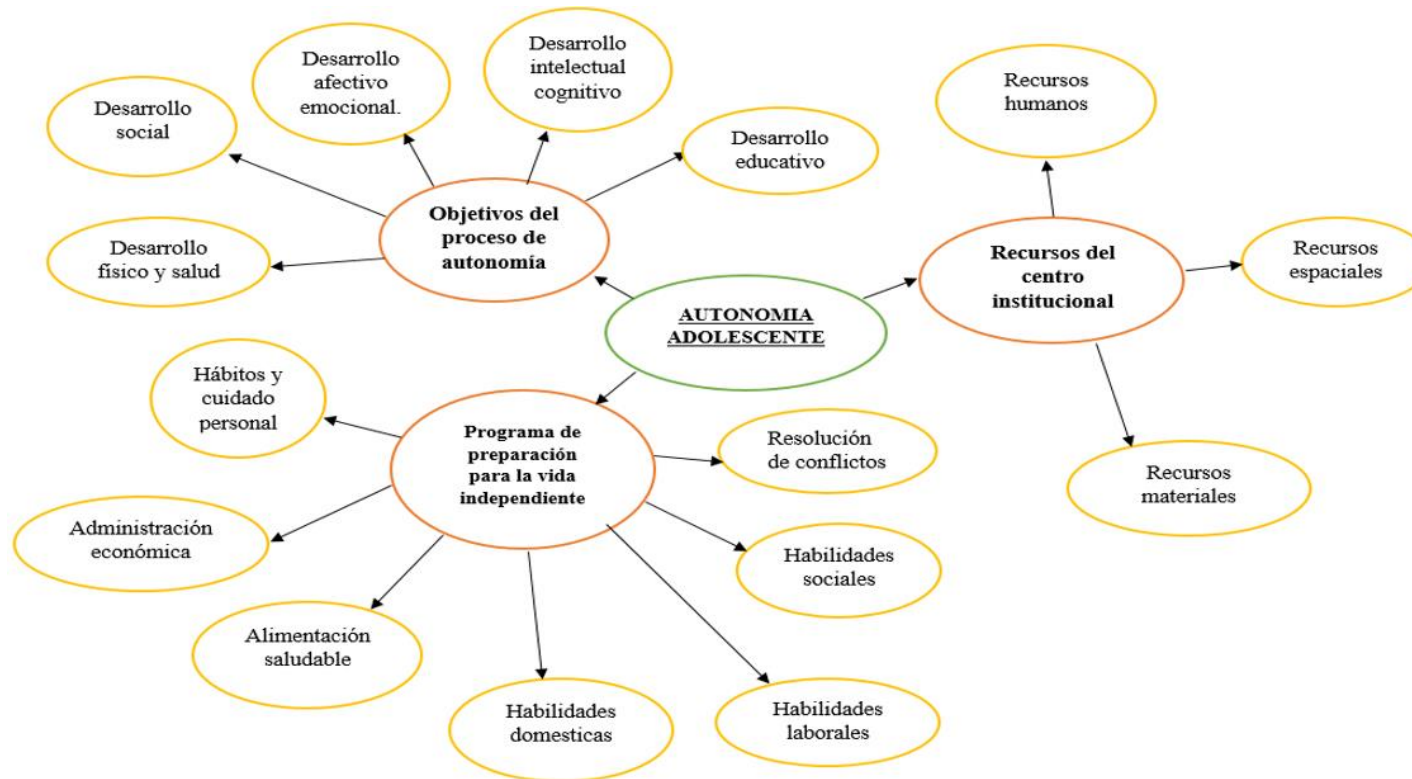 Desarrollo
afectivo
emocional.
Desarrollo
intelectual
cognitivo
Recursos
humanos
Desarrollo
social
Desarrollo
educativo
Objetivos del
proceso de
autonomía
Desarrollo
físico y salud
Recursos del
centro
institucional
Recursos
espaciales
AUTONOMIA
ADOLESCENTE
Hábitos y
cuidado
personal
Programa de
preparación
para la vida
independiente
Resolución
de conflictos
Recursos
materiales
Administración
económica
Habilidades
sociales
Alimentación
saludable
Habilidades
domesticas
Habilidades
laborales